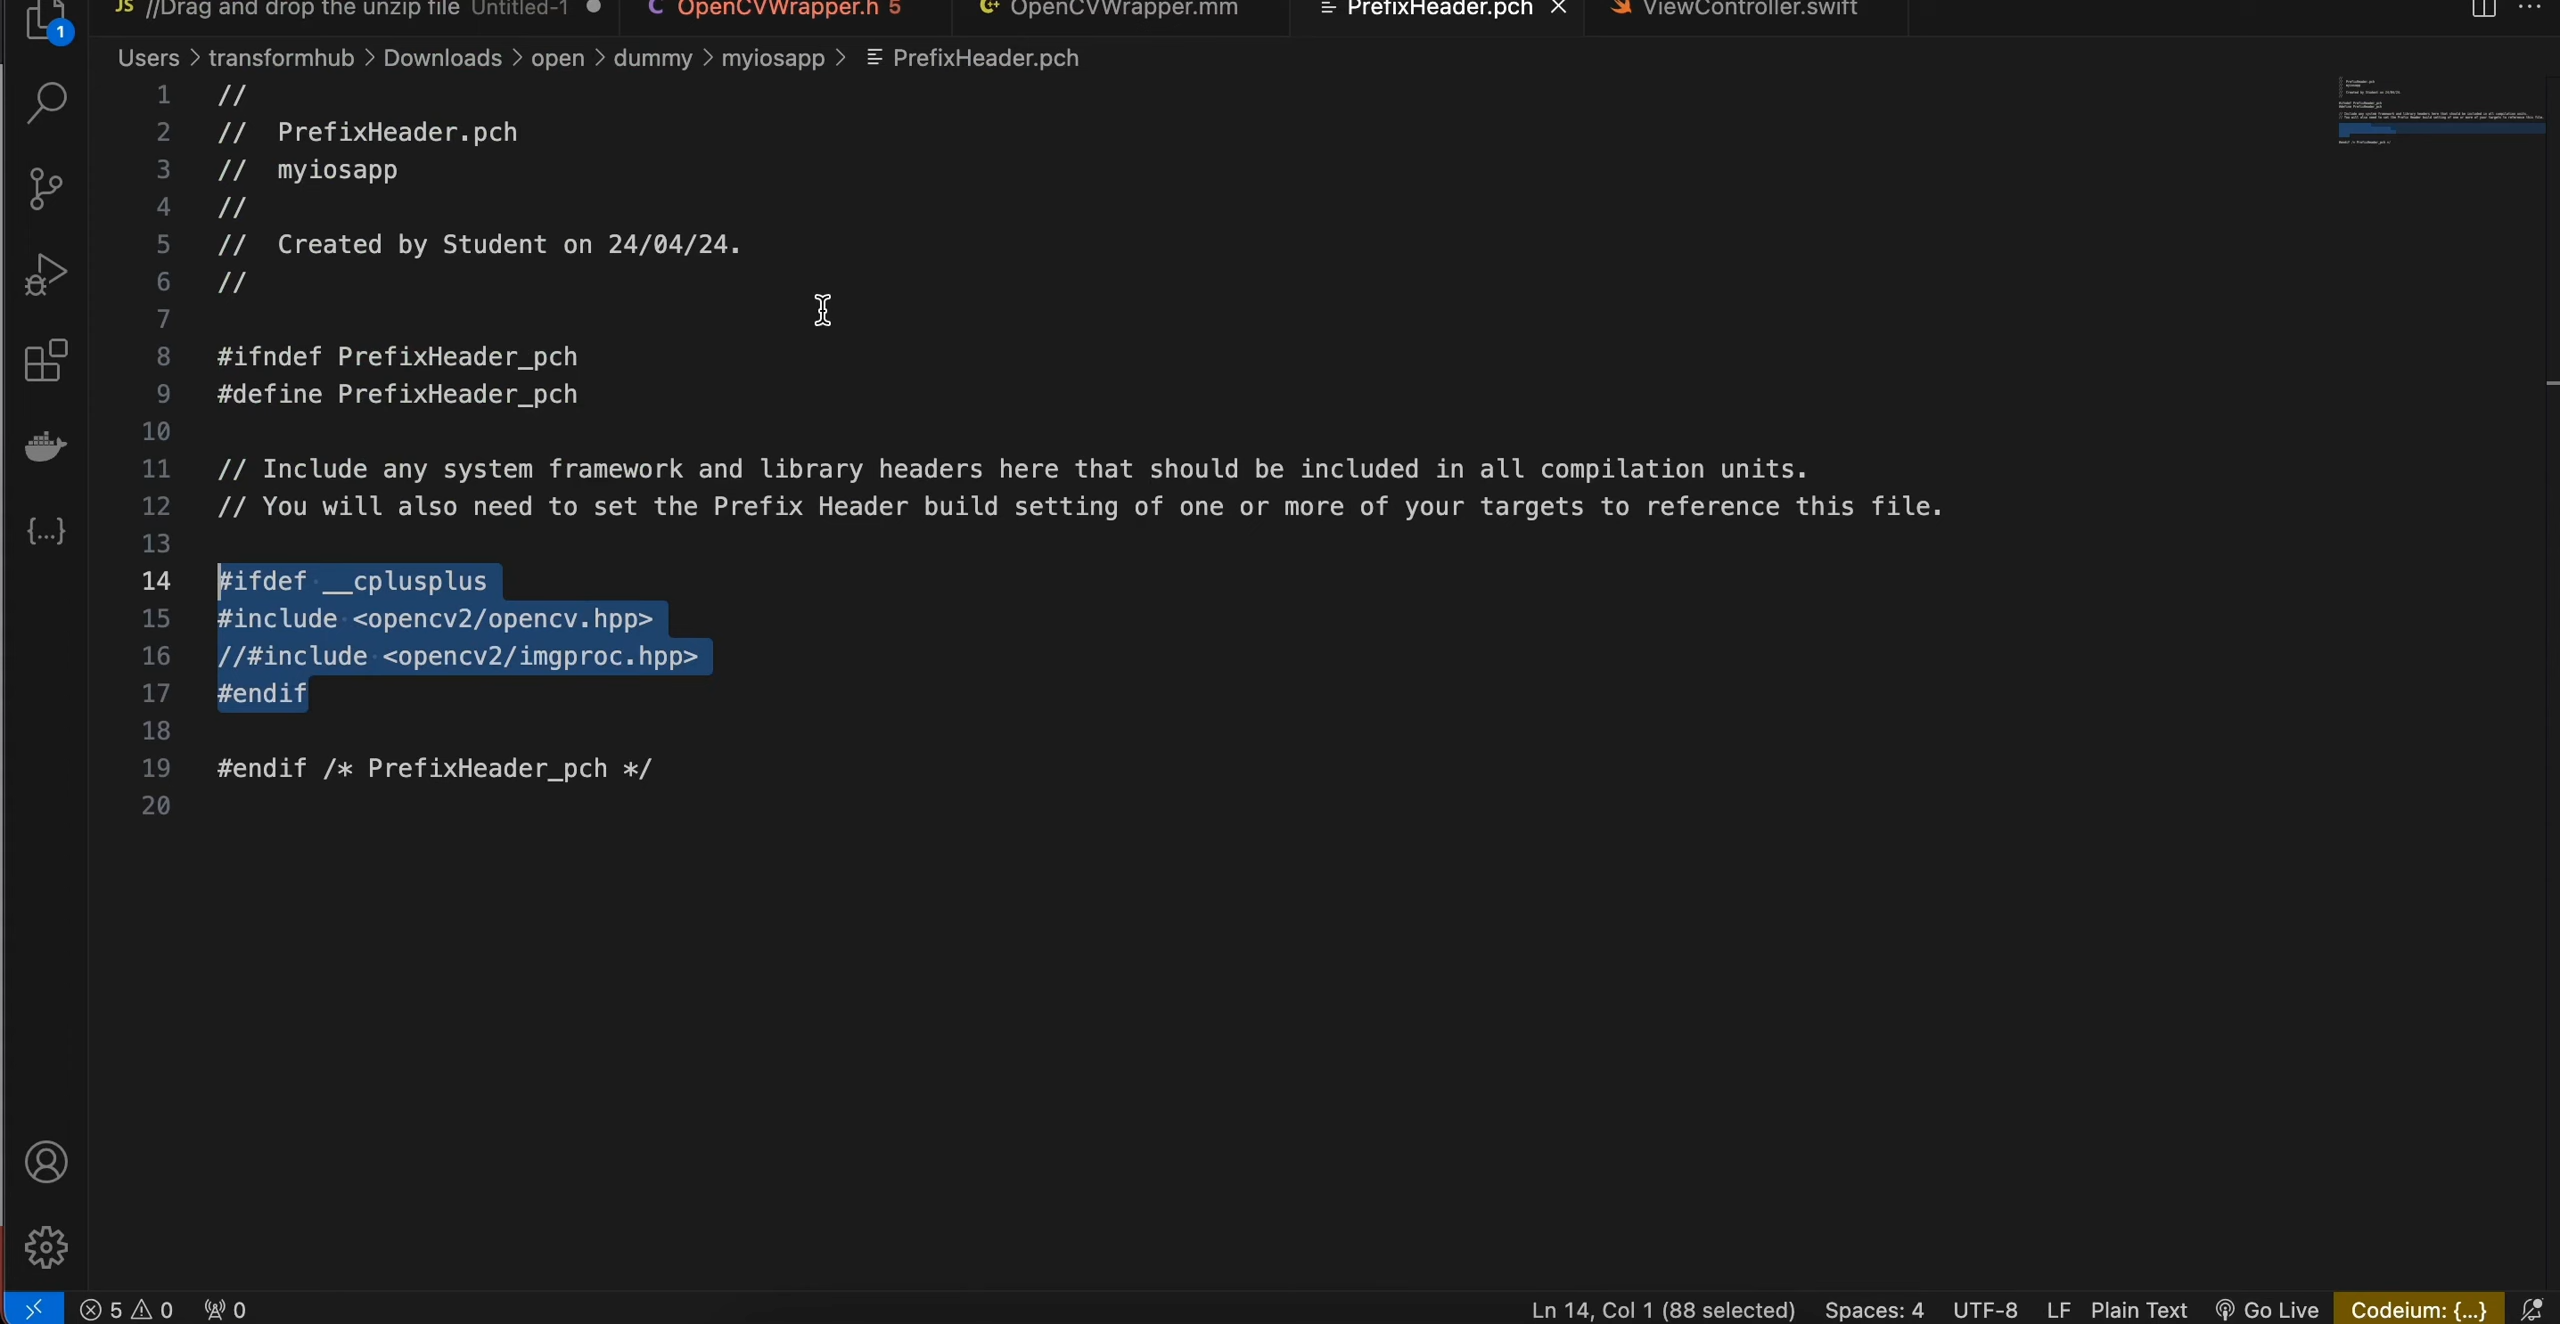 JS //Drag and drop the unzip file Untitled-1
C OpenCVWrapper.h 5
OpenCVWrapper.mm
PrefixHeader.pch
ViewController.swift
1
Users > transformhub > Downloads > open > dummy > myiosapp > PrefixHeader.pch
1 //
2 //  PrefixHeader.pch
3 //  myiosapp
4 //
5 //  Created by Student on 24/04/24.
6 //
7
8 #ifndef PrefixHeader_pch
9 #define PrefixHeader_pch
10
11 // Include any system framework and library headers here that should be included in all compilation units.
12 // You will also need to set the Prefix Header build setting of one or more of your targets to reference this file.
13
14 #ifdef __cplusplus
15 #include <opencv2/opencv.hpp>
16 //#include <opencv2/imgproc.hpp>
17 #endif
18
19 #endif /* PrefixHeader_pch */
20
5 0 0 Ln 14, Col 1 (88 selected) Spaces: 4 UTF-8 LF Plain Text Go Live Codeium: {...}